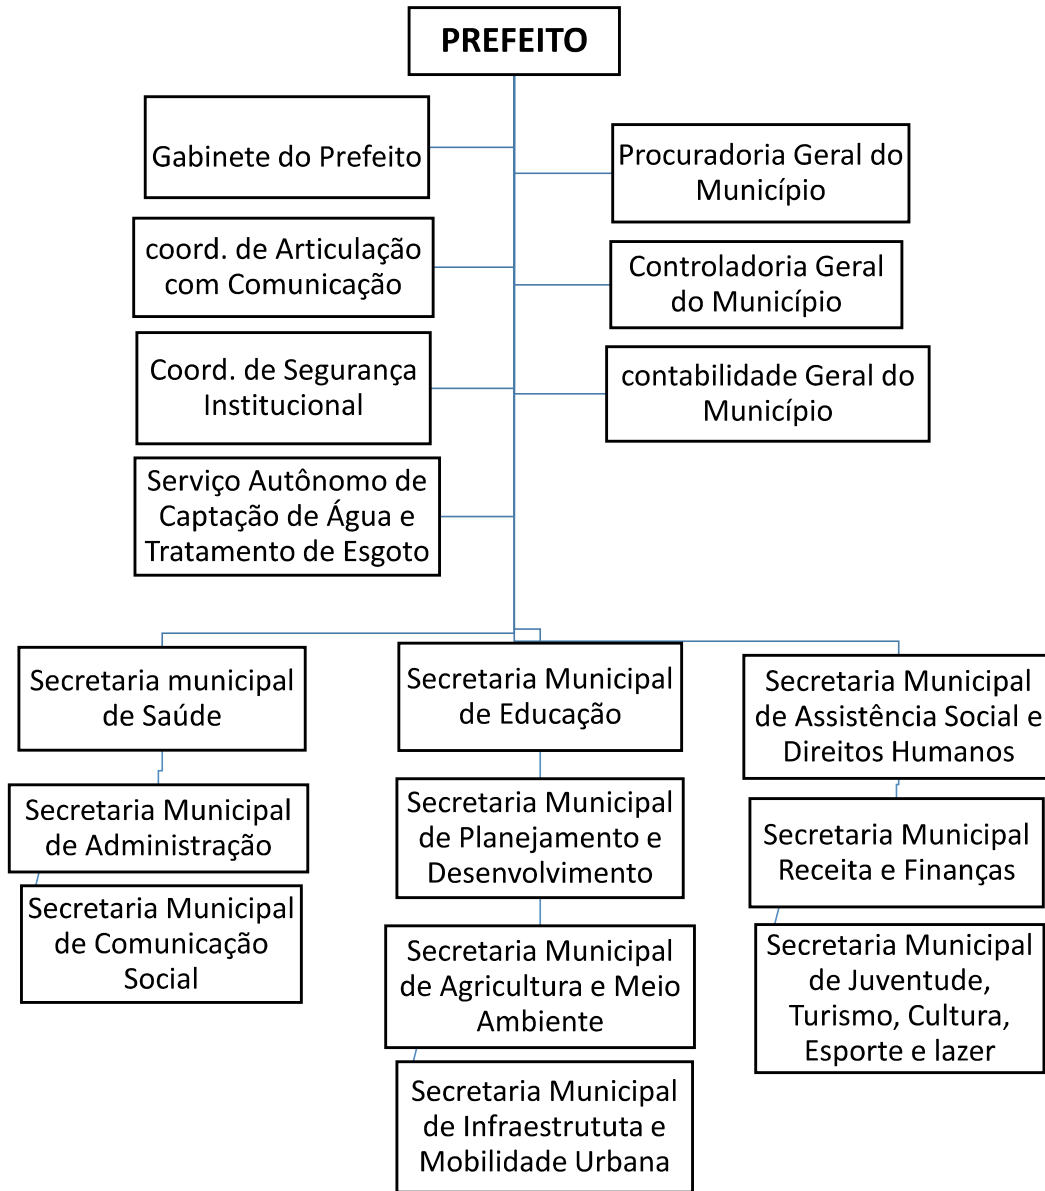 PREFEITO
Gabinete do Prefeito
Procuradoria Geral do
Município
coord. de Articulação
com Comunicação
Controladoria Geral
do Município
Coord. de Segurança
Institucional
contabilidade Geral do
Município
Serviço Autônomo de
Captação de Água e
Tratamento de Esgoto
Secretaria municipal
de Saúde
Secretaria Municipal
de Educação
Secretaria Municipal
de Assistência Social e
Direitos Humanos
Secretaria Municipal
de Administração
Secretaria Municipal
de Planejamento e
Desenvolvimento
Secretaria Municipal
Receita e Finanças
Secretaria Municipal
de Comunicação
Social
Secretaria Municipal
de Agricultura e Meio
Ambiente
Secretaria Municipal
de Juventude,
Turismo, Cultura,
Esporte e lazer
Secretaria Municipal
de Infraestrututa e
Mobilidade Urbana